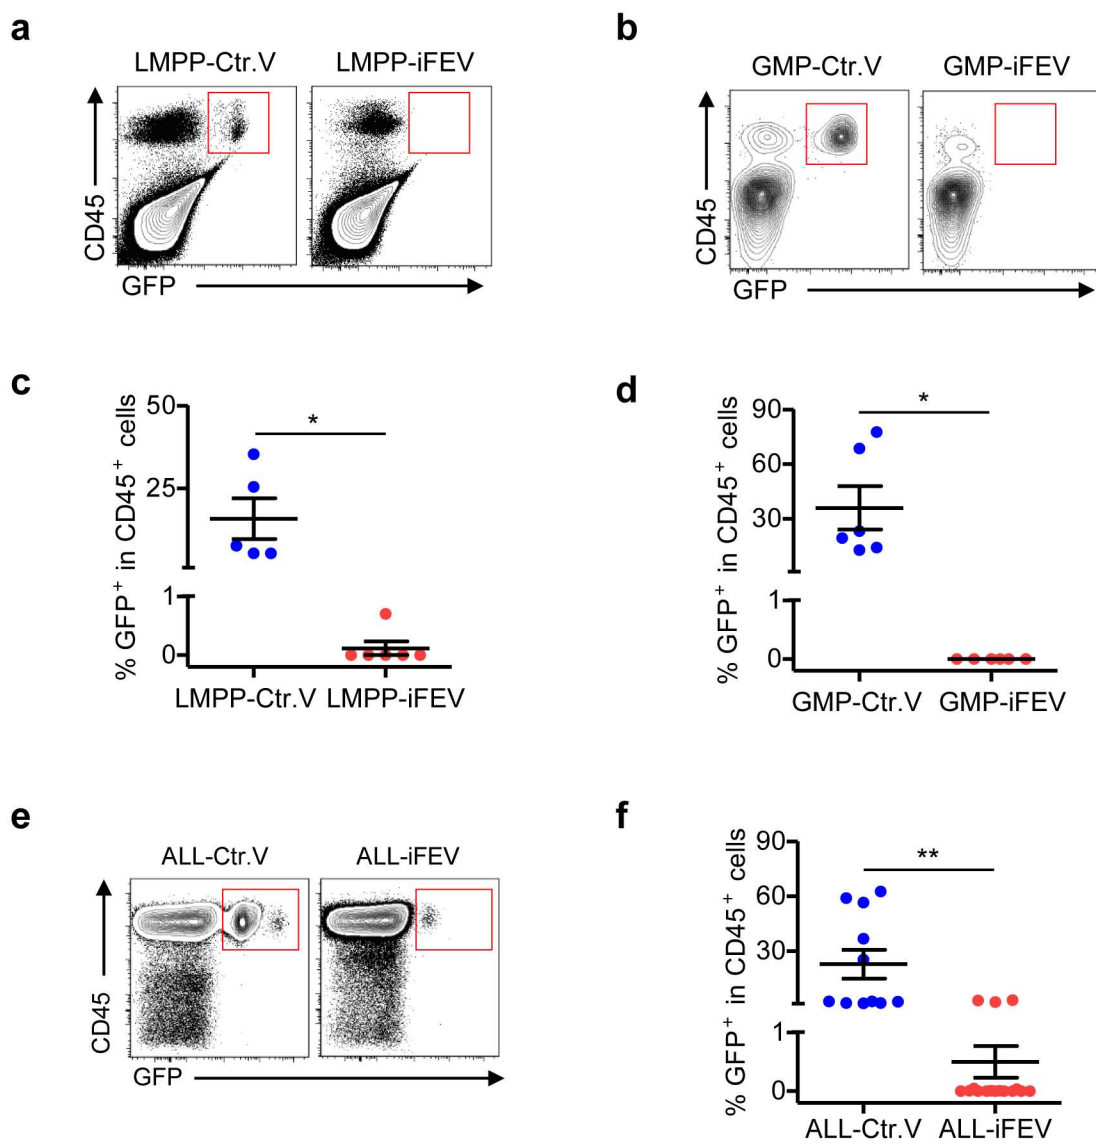 a
LMPP-Ctr.V LMPP-iFEV
CD45
GFP
b
GMP-Ctr.V GMP-iFEV
CD45
GFP
c
% GFP⁺ in CD45⁺ cells
50
25
1
0
*
LMPP-Ctr.V LMPP-iFEV
d
% GFP⁺ in CD45⁺ cells
90
60
30
1
0
*
GMP-Ctr.V GMP-iFEV
e
ALL-Ctr.V ALL-iFEV
CD45
GFP
f
% GFP⁺ in CD45⁺ cells
90
60
30
1
0
**
ALL-Ctr.V ALL-iFEV